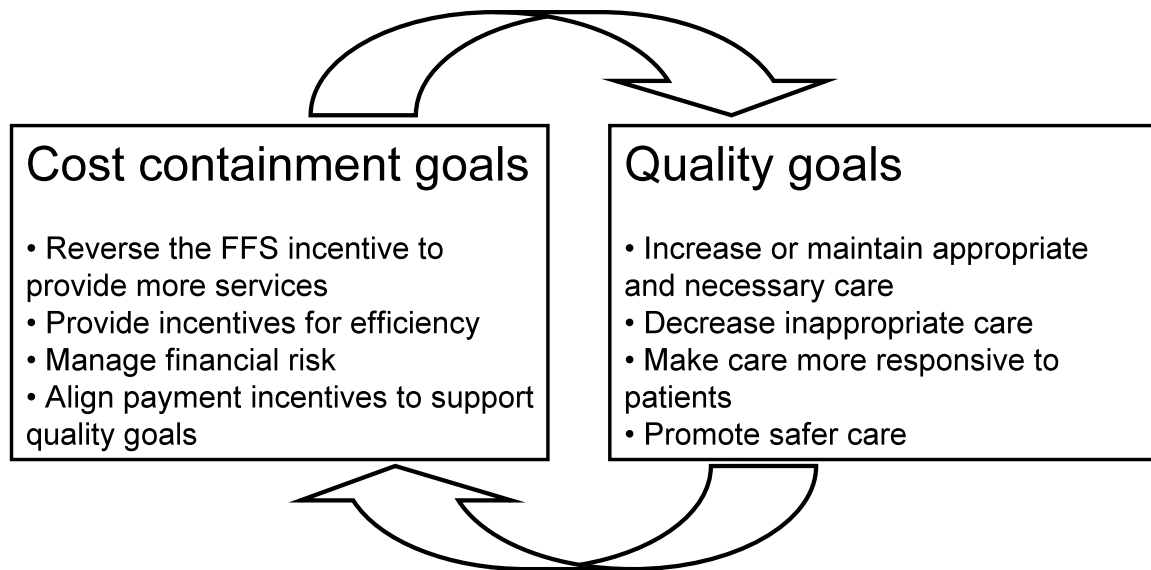 Cost containment goals
• Reverse the FFS incentive to
provide more services
• Provide incentives for efficiency
• Manage financial risk
• Align payment incentives to support
quality goals
Quality goals
• Increase or maintain appropriate
and necessary care
• Decrease inappropriate care
• Make care more responsive to
patients
• Promote safer care